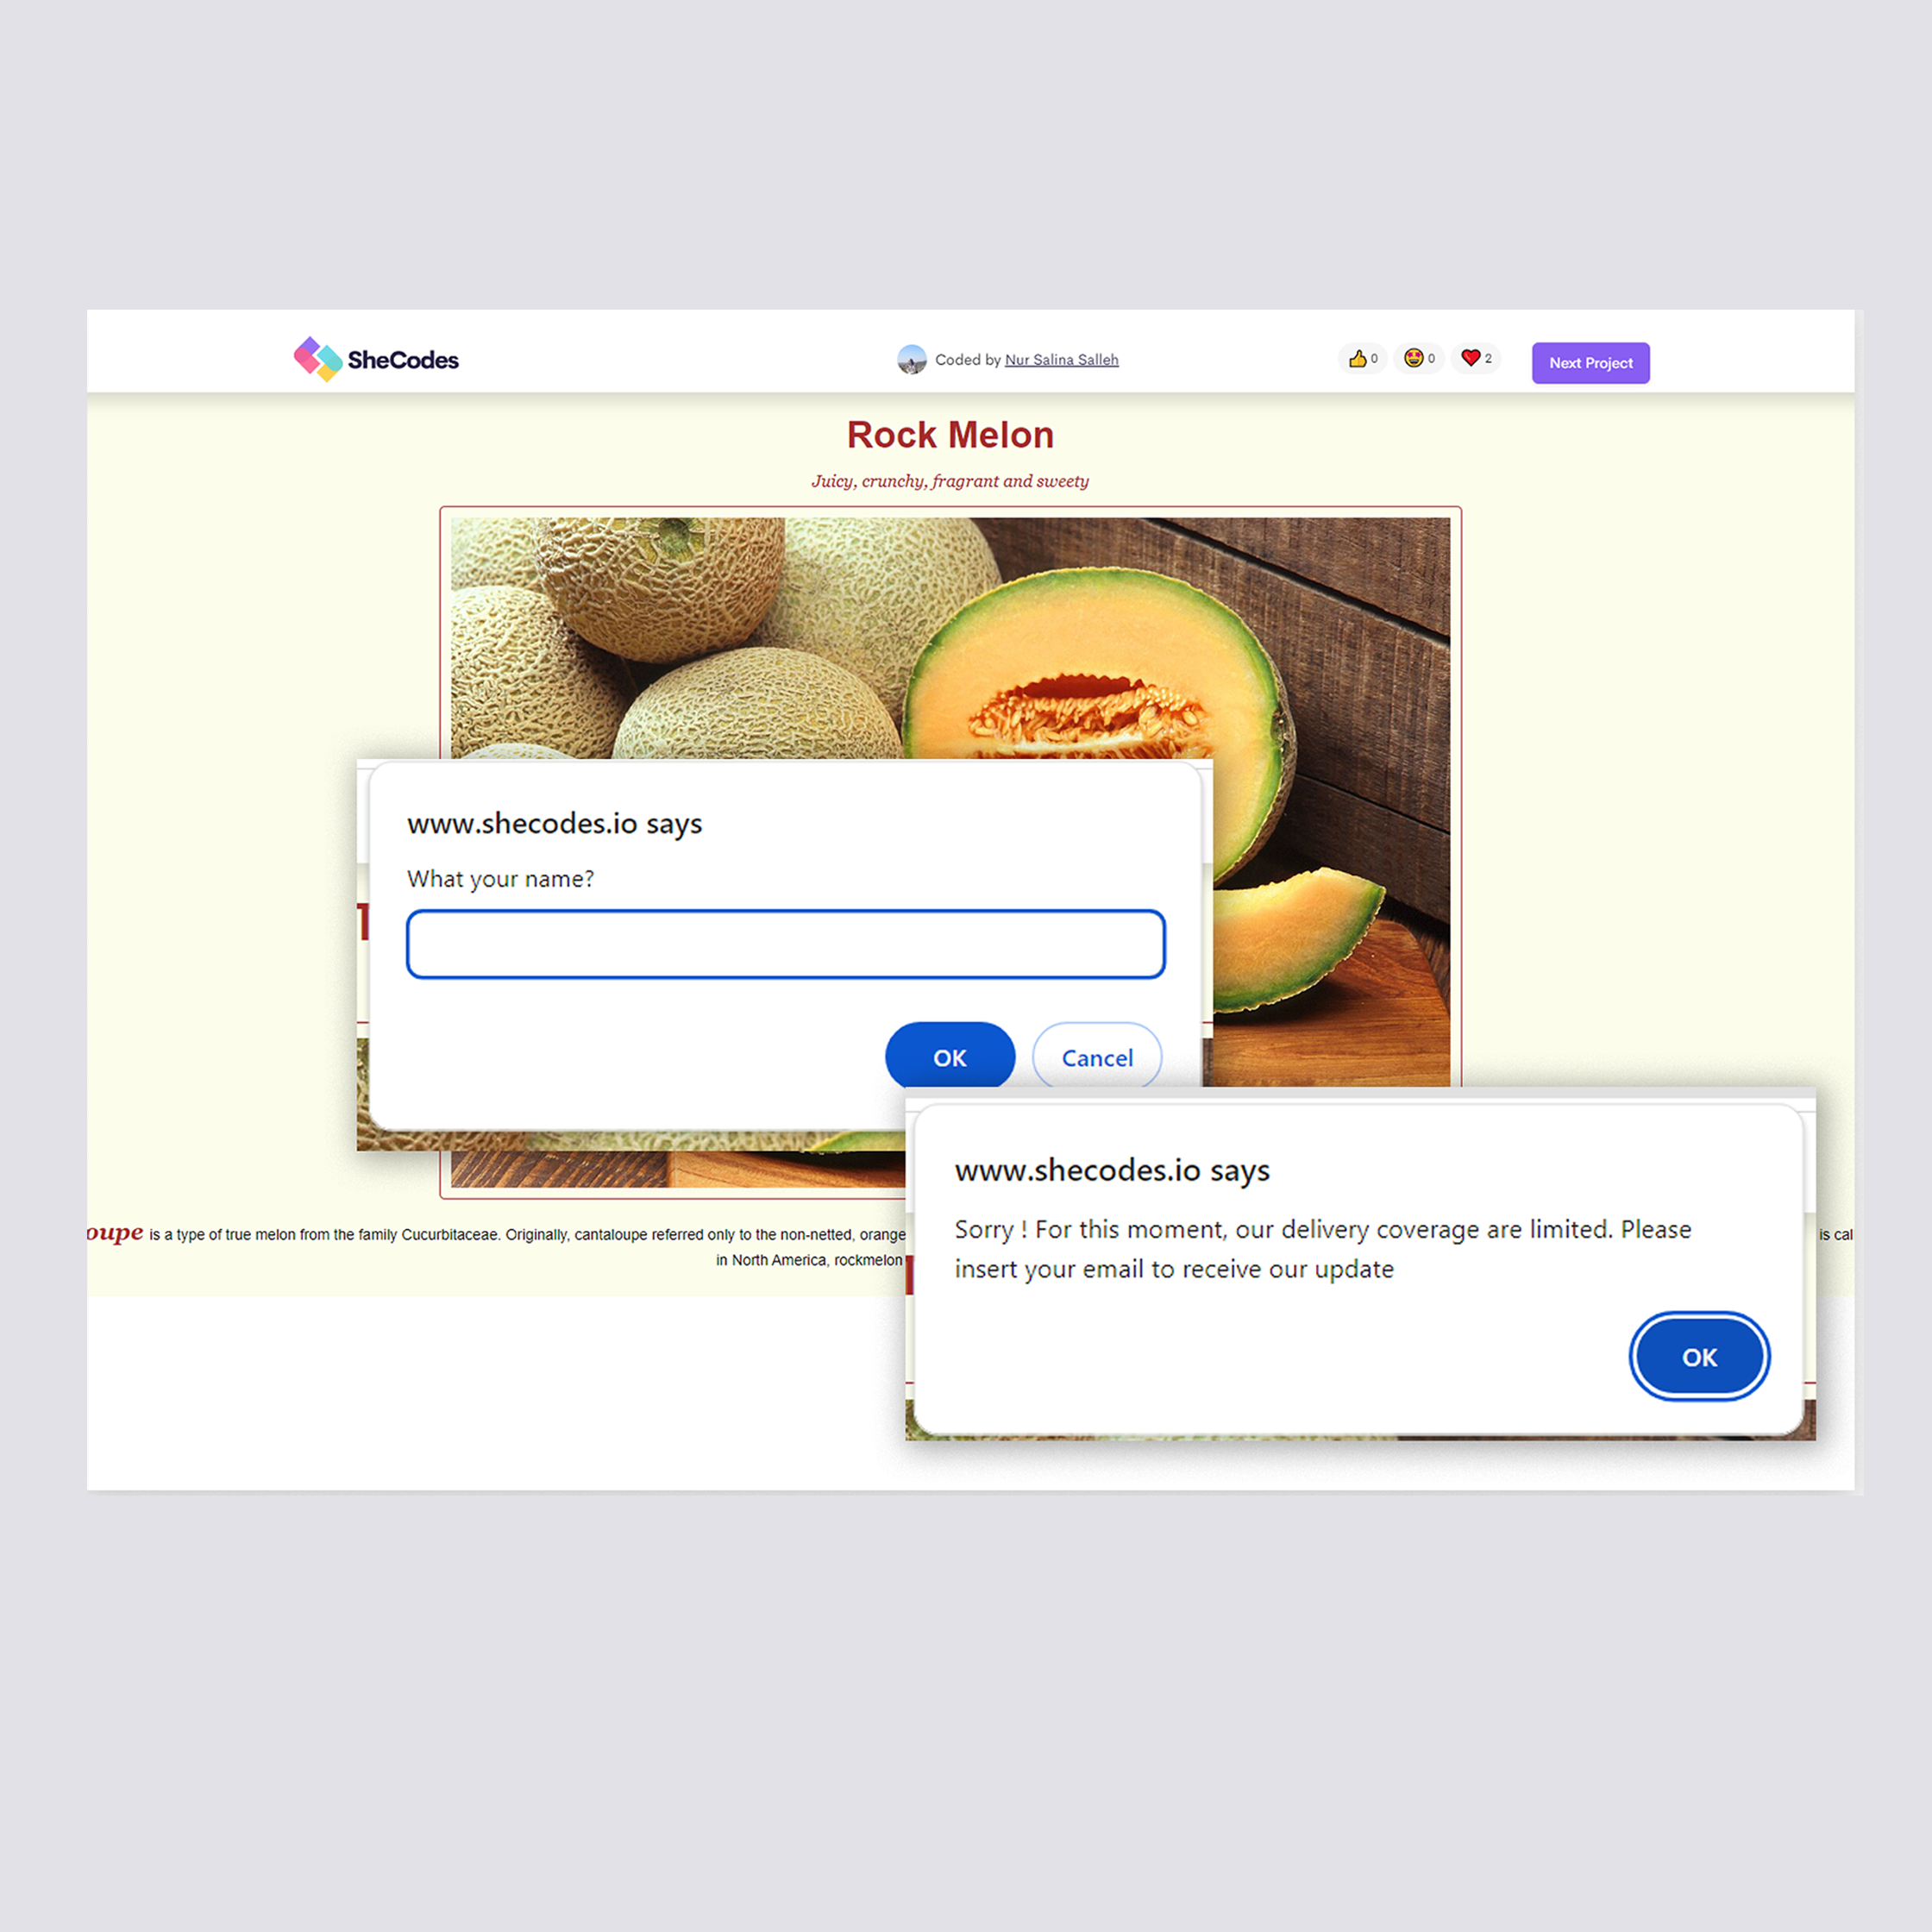 SheCodes
Coded by Nur Salina Salleh
0
0
2
Next Project
Rock Melon
Juicy, crunchy, fragrant and sweety
www.shecodes.io says
What your name?
OK
Cancel
oupe is a type of true melon from the family Cucurbitaceae. Originally, cantaloupe referred only to the non-netted, orange is cal
in North America, rockmelon
www.shecodes.io says
Sorry ! For this moment, our delivery coverage are limited. Please
insert your email to receive our update
OK